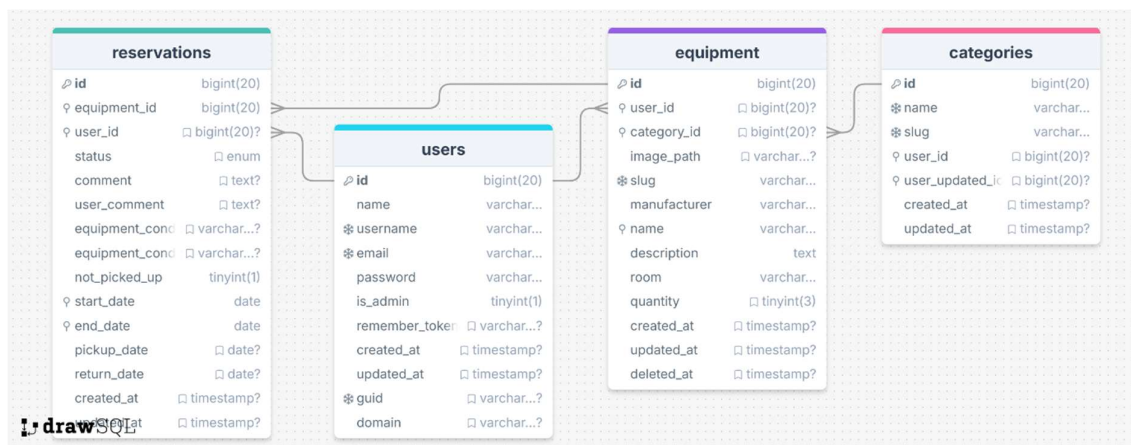 reservations
id bigint(20)
equipment_id bigint(20)
user_id bigint(20)?
status enum
comment text?
user_comment text?
equipment_cond varchar...?
equipment_cond varchar...?
not_picked_up tinyint(1)
start_date date
end_date date
pickup_date date?
return_date date?
created_at timestamp?
updated_at timestamp?
users
id bigint(20)
name varchar...
username varchar...
email varchar...
password varchar...
is_admin tinyint(1)
remember_token varchar...?
created_at timestamp?
updated_at timestamp?
guid varchar...?
domain varchar...?
equipment
id bigint(20)
user_id bigint(20)?
category_id bigint(20)?
image_path varchar...?
slug varchar...
manufacturer varchar...
name varchar...
description text
room varchar...
quantity tinyint(3)
created_at timestamp?
updated_at timestamp?
deleted_at timestamp?
categories
id bigint(20)
name varchar...
slug varchar...
user_id bigint(20)?
user_updated_id bigint(20)?
created_at timestamp?
updated_at timestamp?
drawSQL